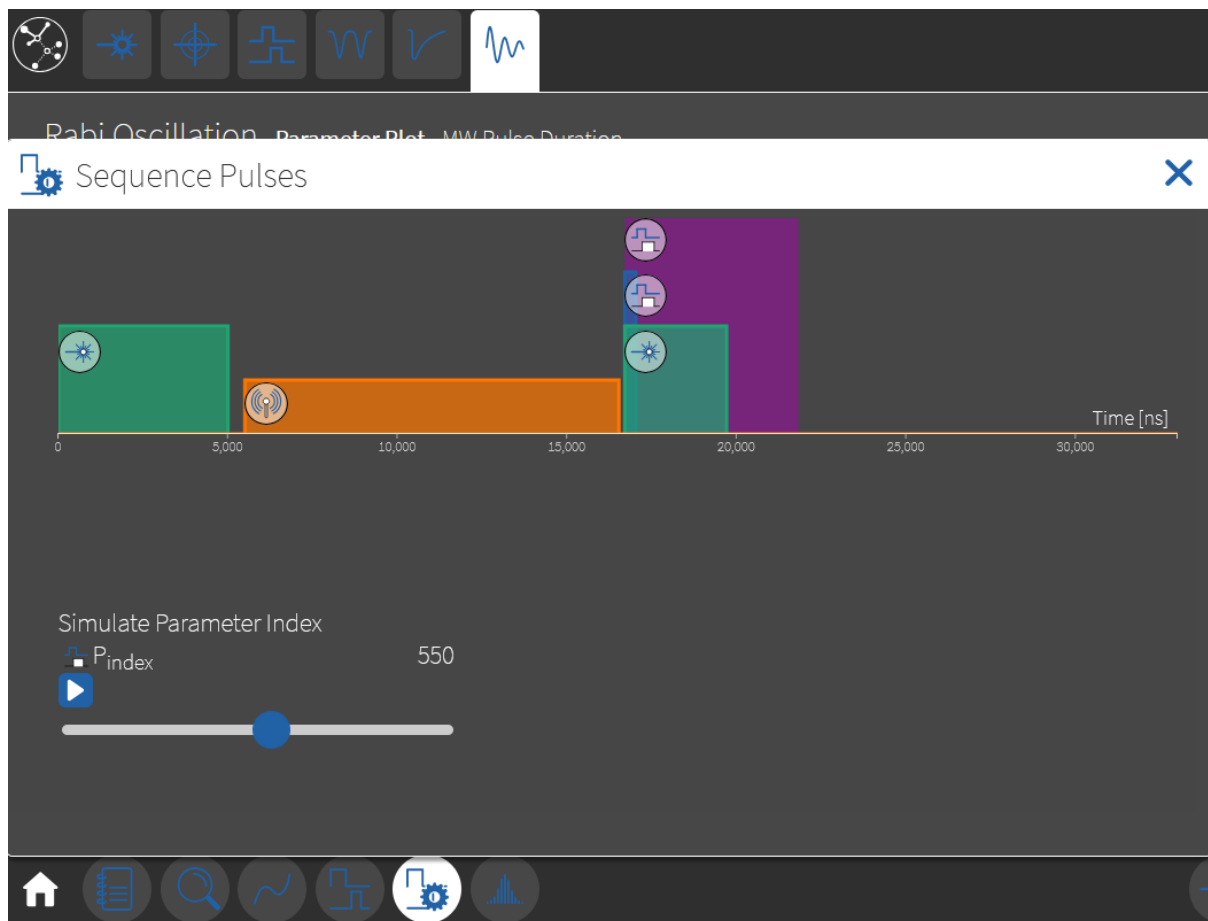 Rabi Oscillation Parameter Plot MW Pulse Duration
Sequence Pulses
Time [ns]
0 5,000 10,000 15,000 20,000 25,000 30,000
Simulate Parameter Index
Pindex 550